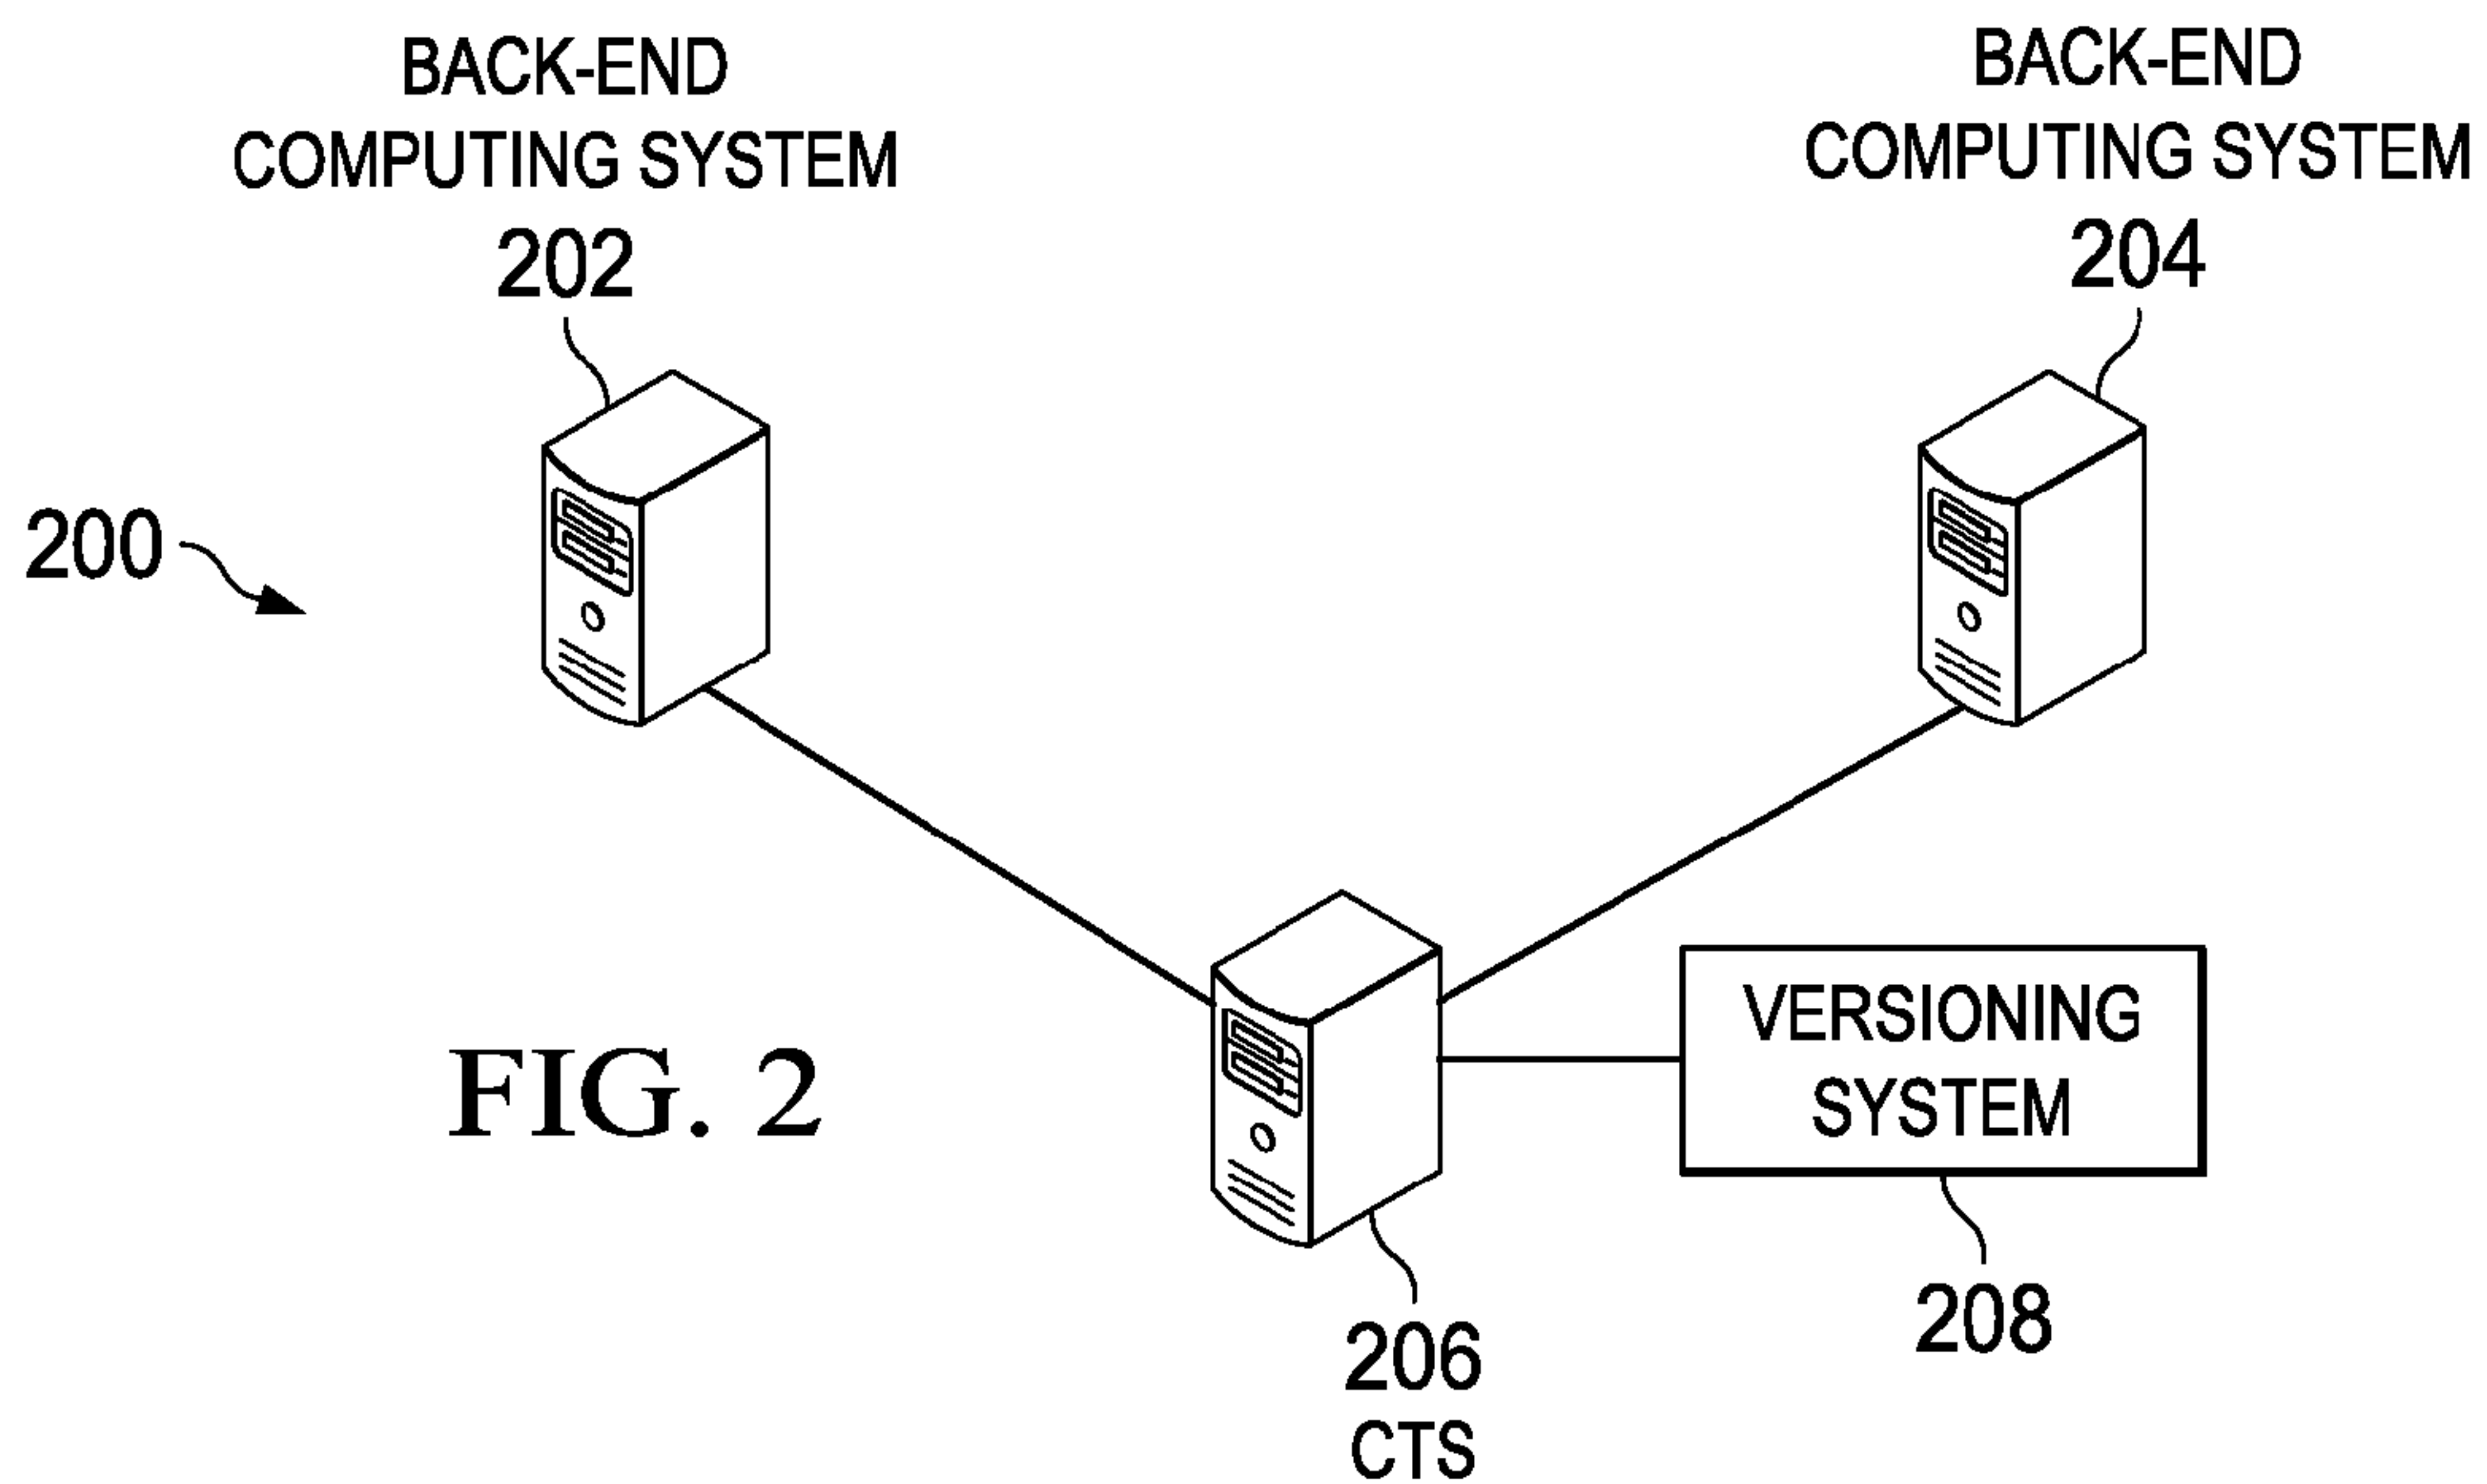 BACK-END
COMPUTING SYSTEM
202
BACK-END
COMPUTING SYSTEM
204
200
VERSIONING
SYSTEM
208
FIG. 2
206
CTS